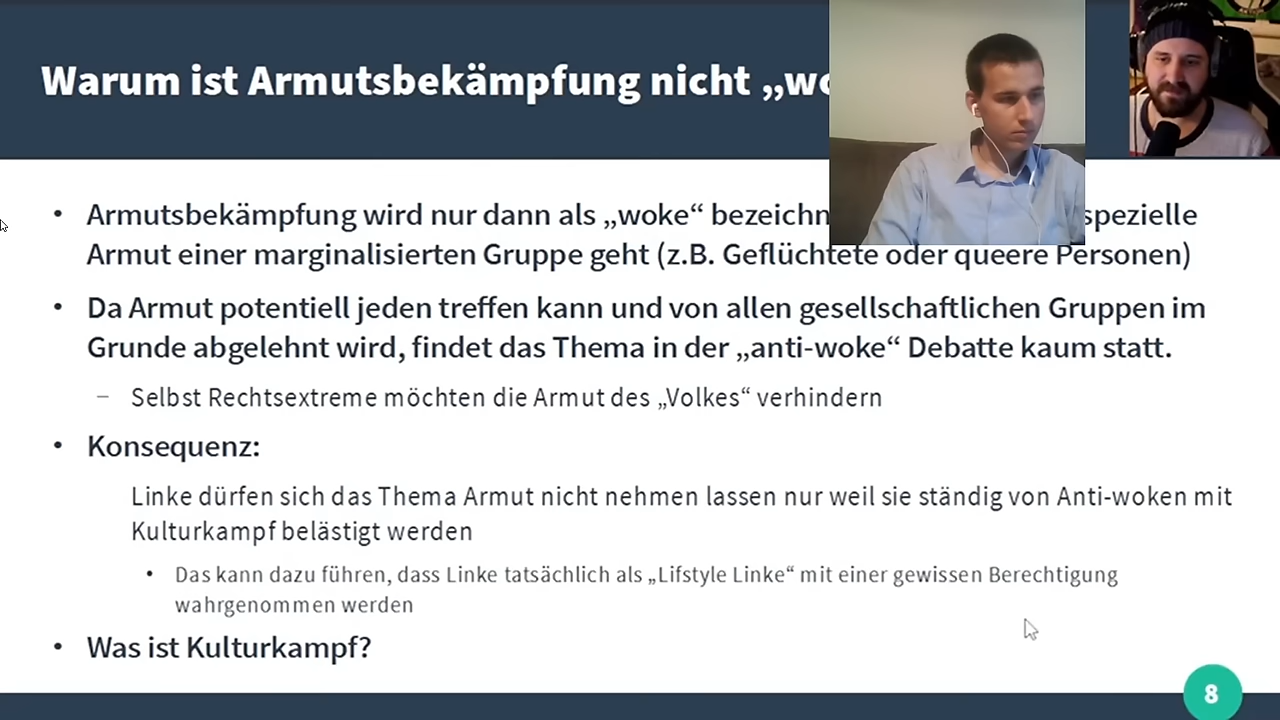 Warum ist Armutsbekämpfung nicht „wo
• Armutsbekämpfung wird nur dann als „woke“ bezeichn spezielle
Armut einer marginalisierten Gruppe geht (z.B. Geflüchtete oder queere Personen)
• Da Armut potentiell jeden treffen kann und von allen gesellschaftlichen Gruppen im
Grunde abgelehnt wird, findet das Thema in der „anti-woke“ Debatte kaum statt.
– Selbst Rechtsextreme möchten die Armut des „Volkes“ verhindern
• Konsequenz:
Linke dürfen sich das Thema Armut nicht nehmen lassen nur weil sie ständig von Anti-woken mit
Kulturkampf belästigt werden
• Das kann dazu führen, dass Linke tatsächlich als „Lifstyle Linke“ mit einer gewissen Berechtigung
wahrgenommen werden
• Was ist Kulturkampf?
8